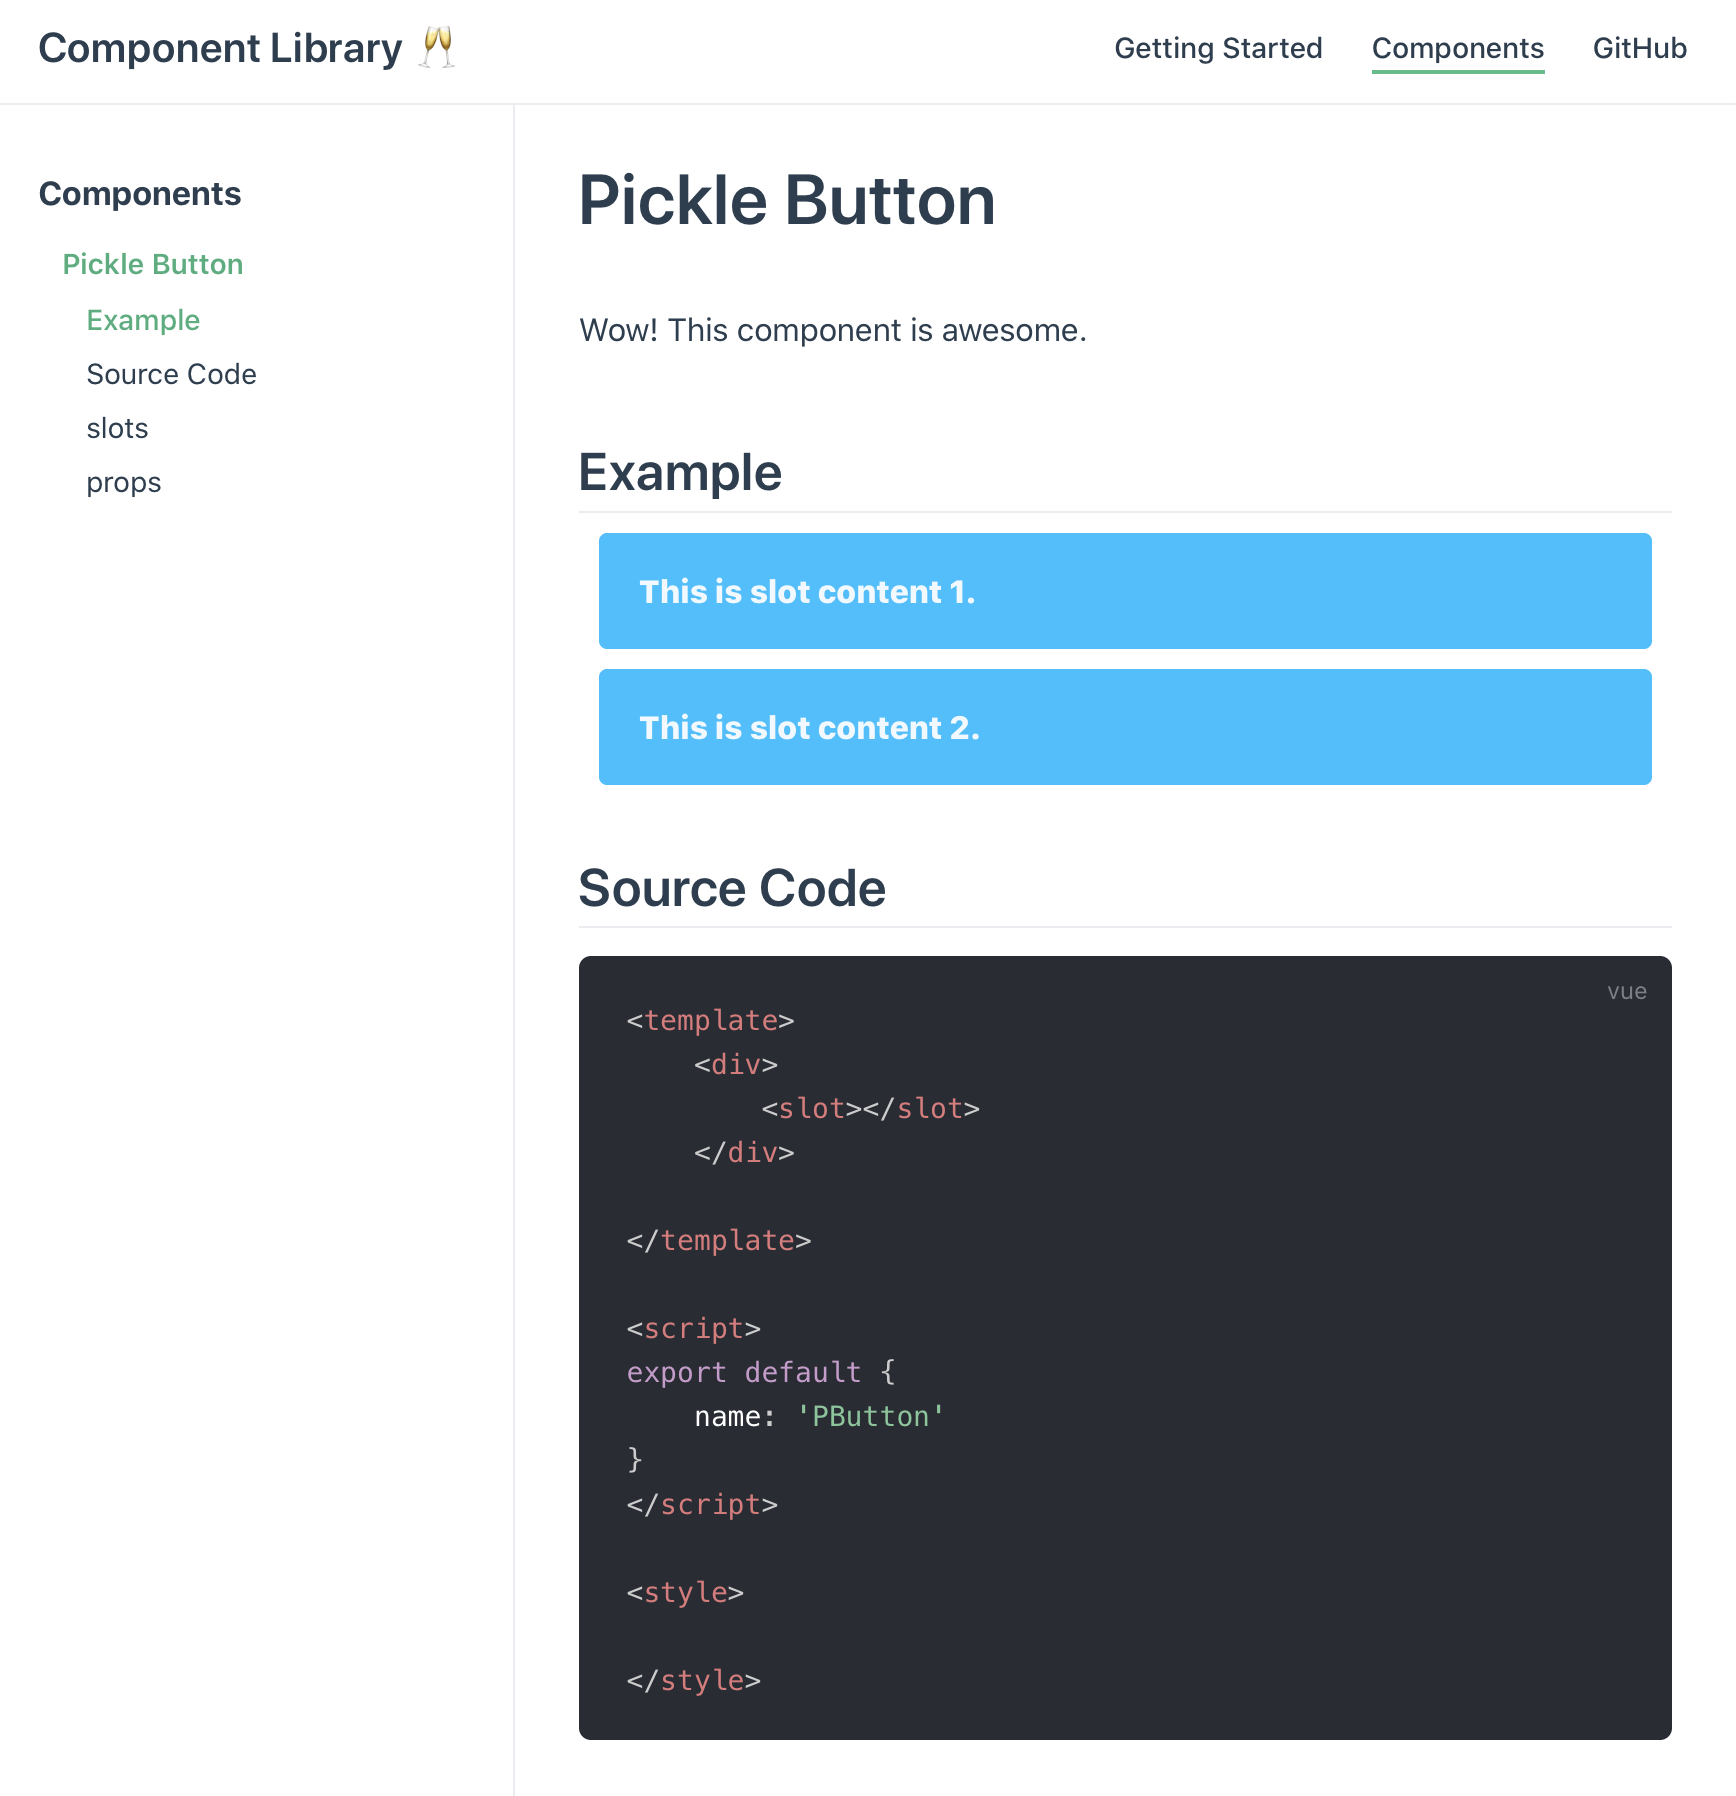 Component Library 🥂
Getting Started Components GitHub
Components
Pickle Button
Example
Source Code
slots
props
Pickle Button
Wow! This component is awesome.
Example
This is slot content 1.
This is slot content 2.
Source Code
vue
<template>
    <div>
        <slot></slot>
    </div>

</template>

<script>
export default {
    name: 'PButton'
}
</script>

<style>

</style>